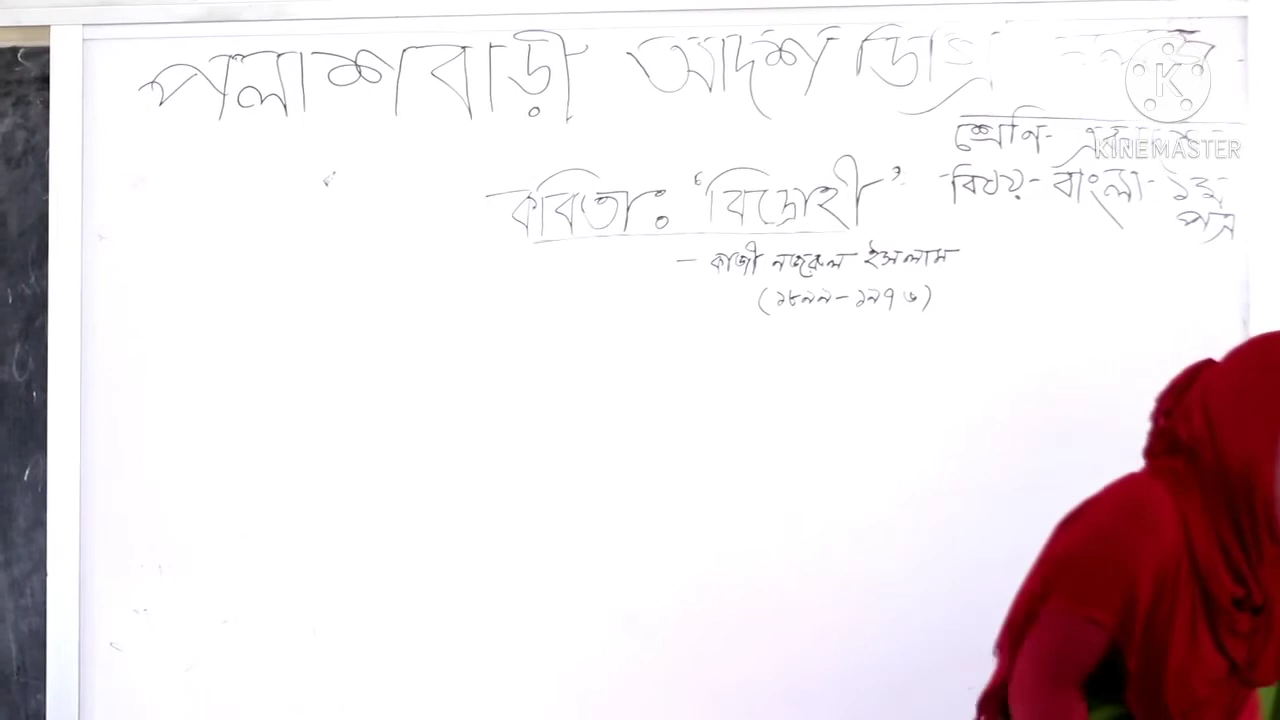 পলাশবাড়ী আদর্শ ডিগ্রি
শ্রেণি-
বিষয়- বাংলা- ১ম
পত্র
কবিতা: ‘বিদ্রোহী’
— কাজী নজরুল ইসলাম
(১৮৯৯-১৯৭৬)
K
KINEMASTER